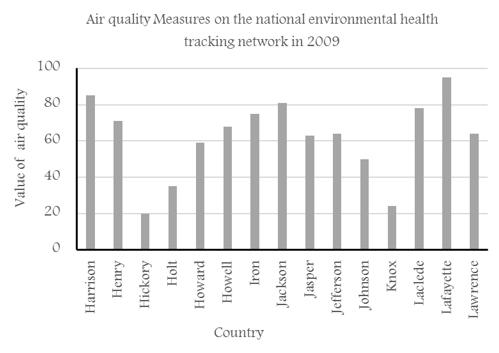 Air quality Measures on the national environmental health
tracking network in 2009
Value of air quality
100
80
60
40
20
0
Harrison
Henry
Hickory
Holt
Howard
Howell
Iron
Jackson
Jasper
Jefferson
Johnson
Knox
Laclede
Lafayette
Lawrence
Country